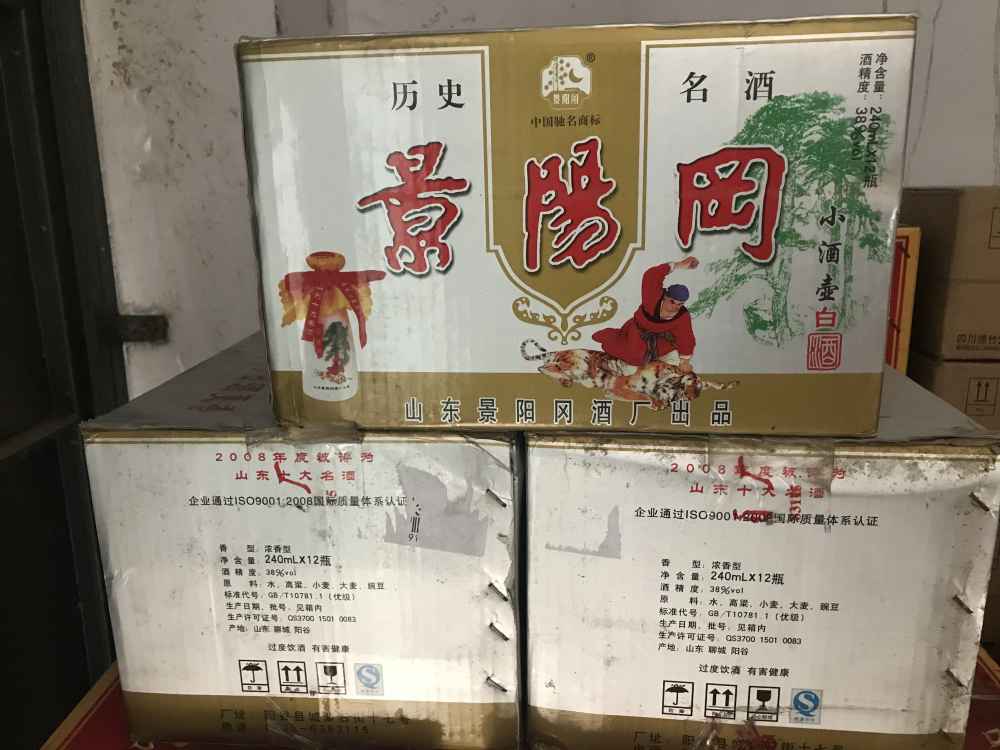 历史
名酒
景陽冈
®
中国驰名商标
景陽岡
净含量：240mLX12瓶
酒精度：38%vol
小酒壶
白酒
山东景阳冈酒厂出品
四川德竹
2008年度被评为
山东十大名酒
企业通过ISO9001:2008国际质量体系认证
香 型：浓香型
净含量：240mLX12瓶
酒精度：38%vol
原 料：水、高粱、小麦、大麦、豌豆
标准代号：GB/T10781.1（优级）
生产日期、批号：见箱内
生产许可证号：QS3700 1501 0083
产地：山东 聊城 阳谷
过度饮酒 有害健康
2008年度被评为
山东十大名酒
企业通过ISO9001:2008国际质量体系认证
香 型：浓香型
净含量：240mLX12瓶
酒精度：38%vol
原 料：水、高粱、小麦、大麦、豌豆
标准代号：GB/T10781.1（优级）
生产日期、批号：见箱内
生产许可证号：QS3700 1501 0083
产地：山东 聊城 阳谷
过度饮酒 有害健康
厂址
厂址：